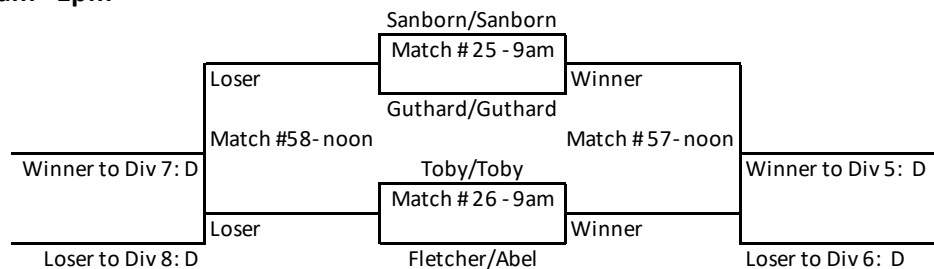 Sanborn/Sanborn
Match #25 - 9am
Loser
Winner
Guthard/Guthard
Match #58- noon
Match #57- noon
Winner to Div 7: D
Toby/Toby
Winner to Div 5: D
Match #26 - 9am
Loser
Winner
Loser to Div 8: D
Fletcher/Abel
Loser to Div 6: D